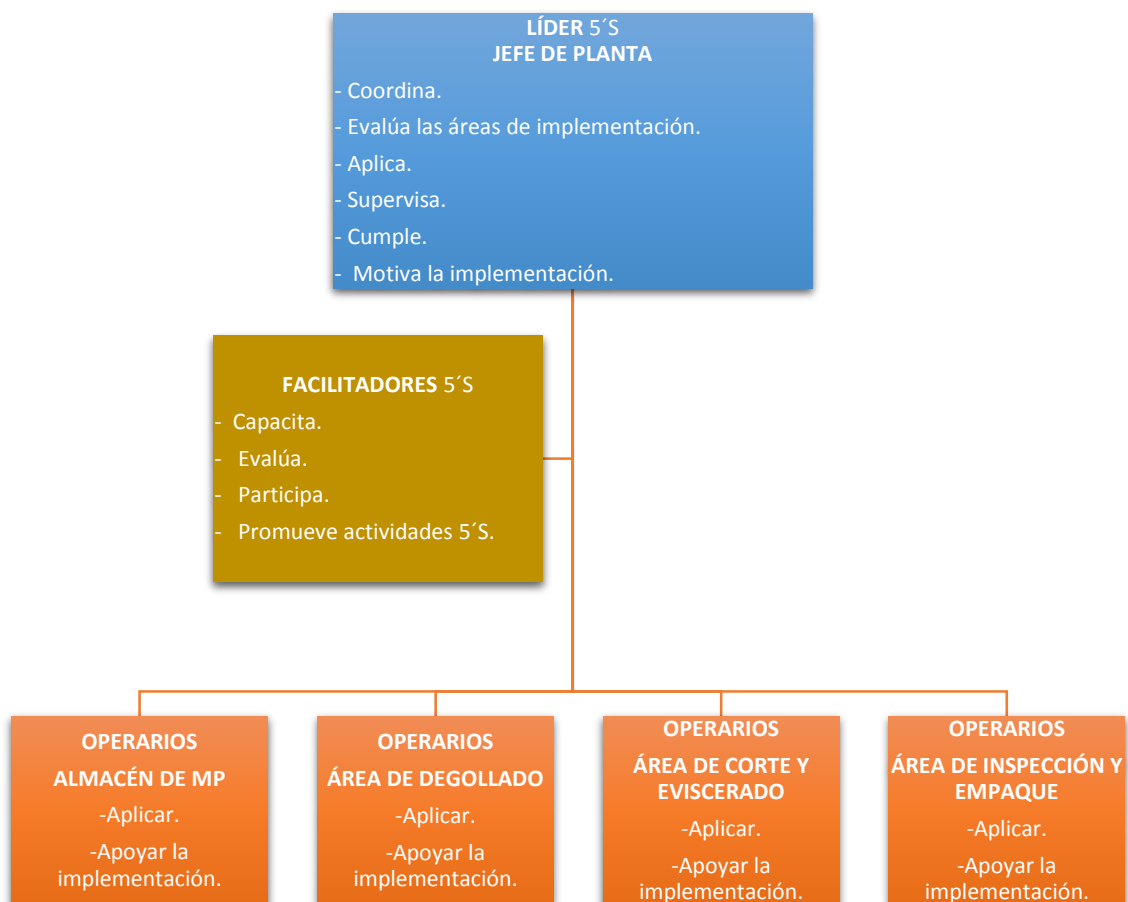 LÍDER 5´S
JEFE DE PLANTA
- Coordina.
- Evalúa las áreas de implementación.
- Aplica.
- Supervisa.
- Cumple.
- Motiva la implementación.
FACILITADORES 5´S
- Capacita.
- Evalúa.
- Participa.
- Promueve actividades 5´S.
OPERARIOS
ALMACÉN DE MP
-Aplicar.
-Apoyar la
implementación.
OPERARIOS
ÁREA DE DEGOLLADO
-Aplicar.
-Apoyar la
implementación.
OPERARIOS
ÁREA DE CORTE Y
EVISCERADO
-Aplicar.
-Apoyar la
implementación.
OPERARIOS
ÁREA DE INSPECCIÓN Y
EMPAQUE
-Aplicar.
-Apoyar la
implementación.